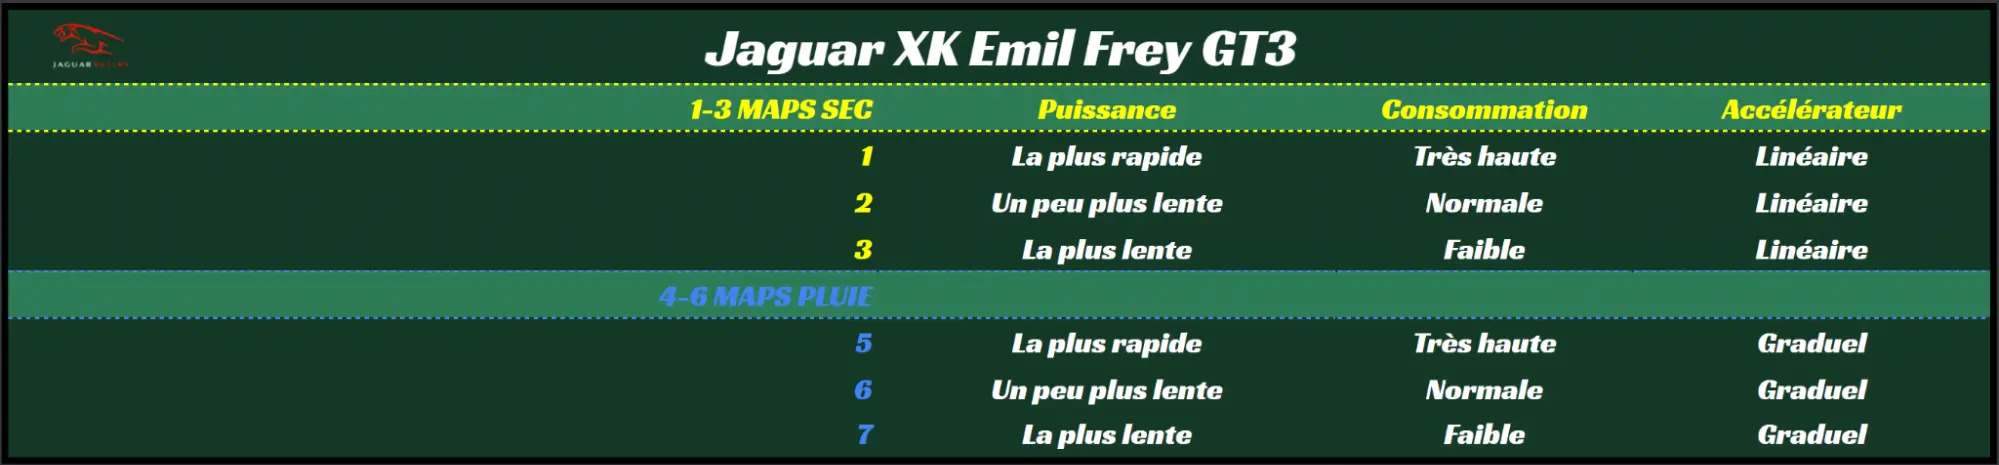 JAGUAR RACING
Jaguar XK Emil Frey GT3
1-3 MAPS SEC Puissance Consommation Accélérateur
1 La plus rapide Très haute Linéaire
2 Un peu plus lente Normale Linéaire
3 La plus lente Faible Linéaire
4-6 MAPS PLUIE
5 La plus rapide Très haute Graduel
6 Un peu plus lente Normale Graduel
7 La plus lente Faible Graduel